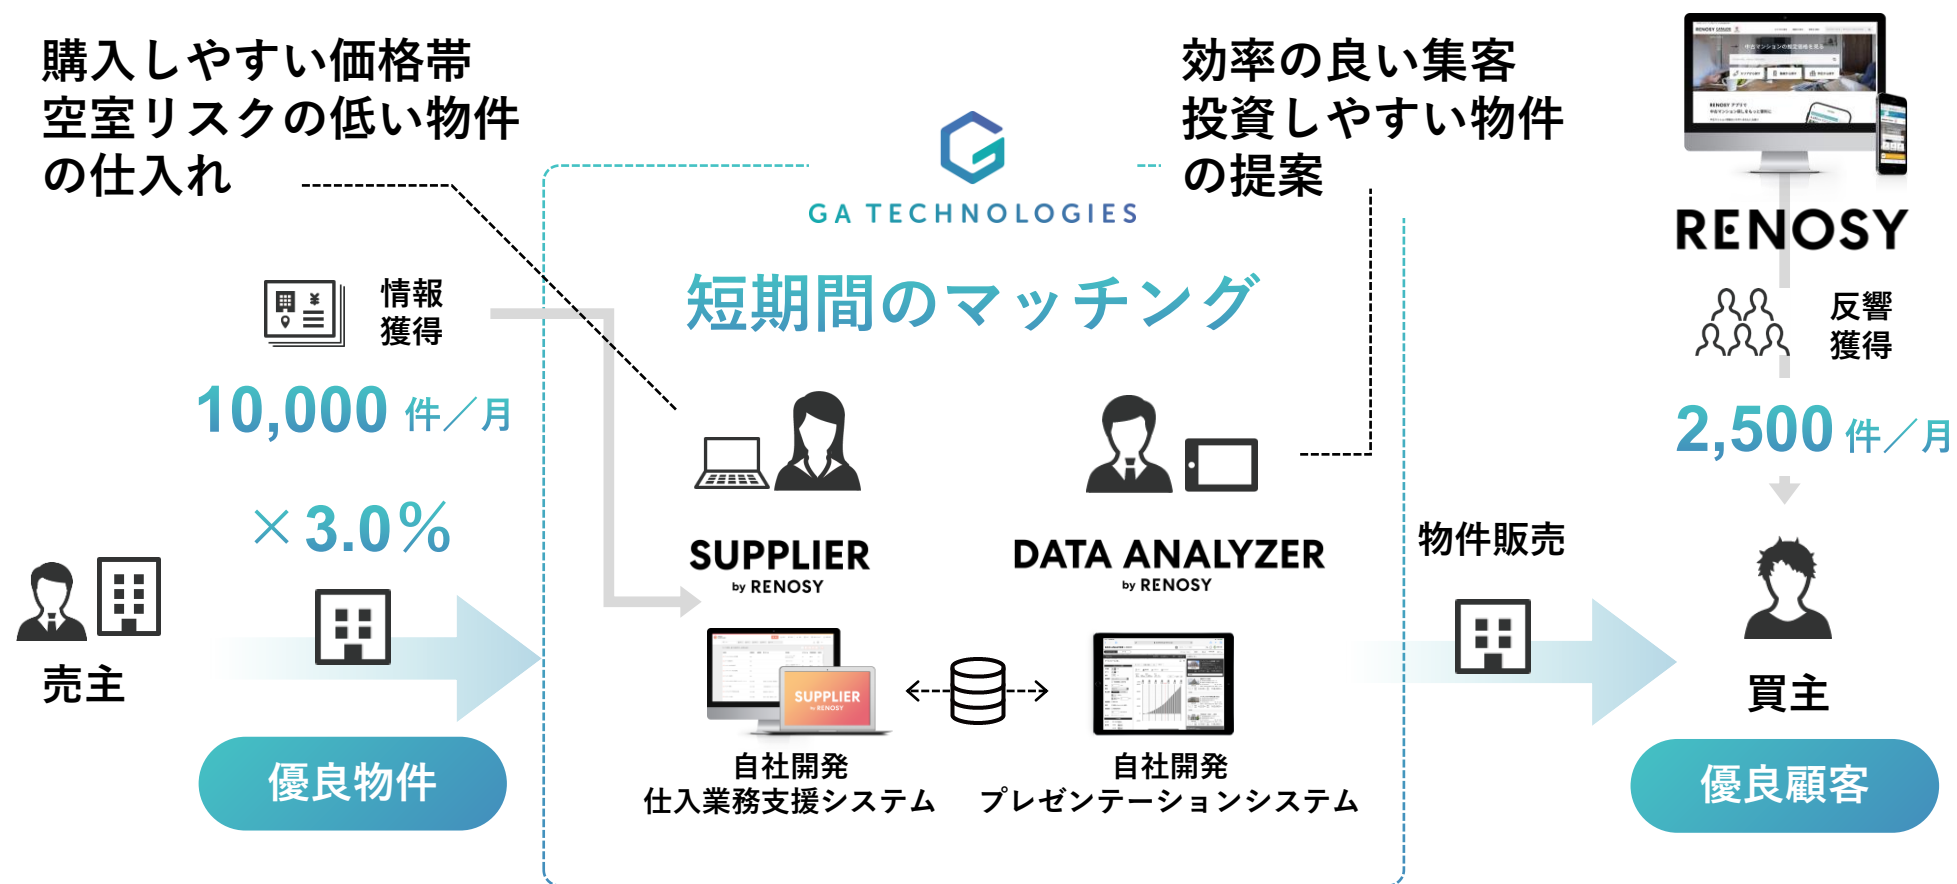 購入しやすい価格帯
空室リスクの低い物件
の仕入れ
効率の良い集客
投資しやすい物件
の提案
GA TECHNOLOGIES
短期間のマッチング
RENOSY
情報
獲得
10,000 件／月
×3.0％
反響
獲得
2,500 件／月
売主
優良物件
SUPPLIER
by RENOSY
DATA ANALYZER
by RENOSY
SUPPLIER
by RENOSY
自社開発
仕入業務支援システム
自社開発
プレゼンテーションシステム
物件販売
買主
優良顧客